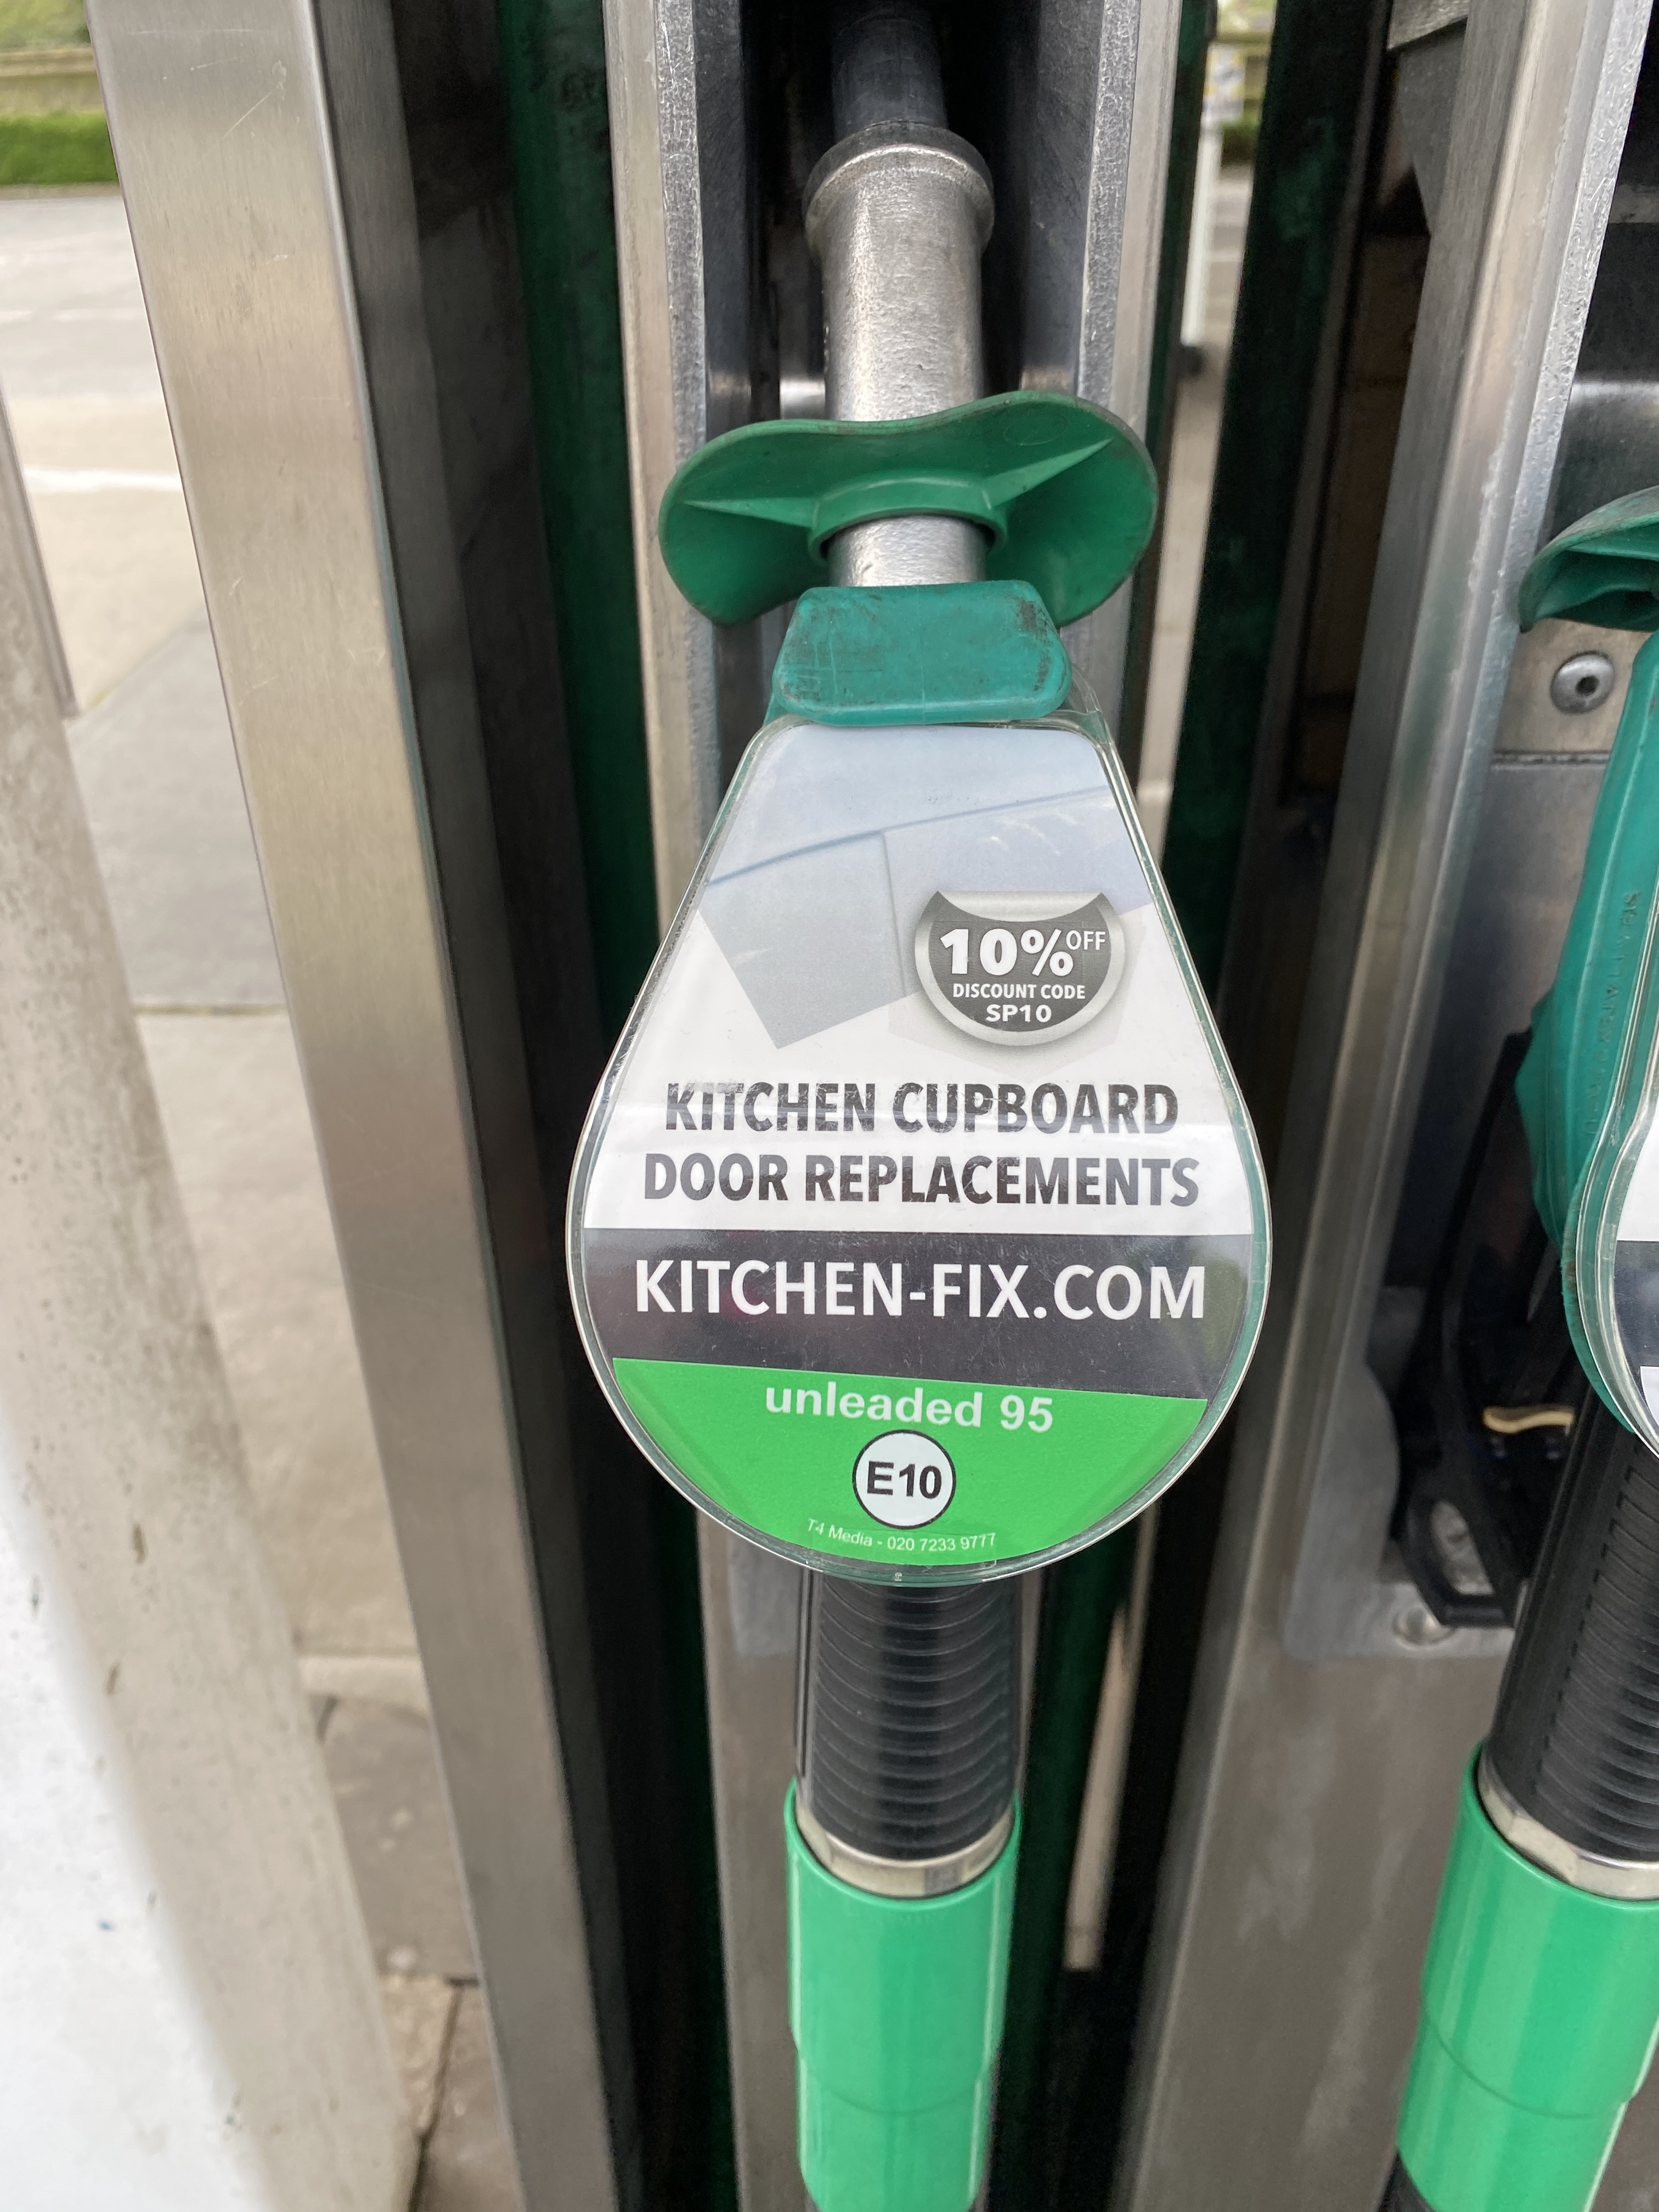 10% OFF
DISCOUNT CODE
SP10
KITCHEN CUPBOARD
DOOR REPLACEMENTS
KITCHEN-FIX.COM
unleaded 95
E10
T4 Media - 020 7233 9777